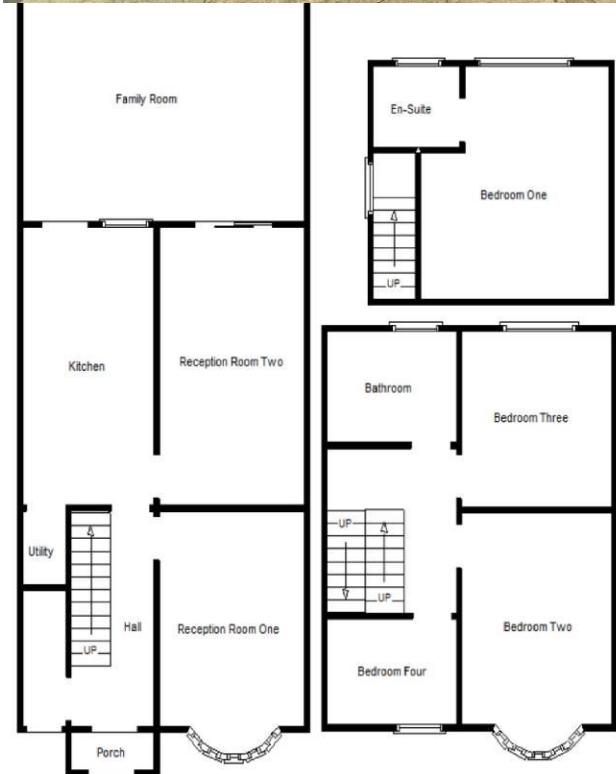 Family Room
Kitchen
Reception Room Two
Utility
UP
Hall
Reception Room One
Porch
En-Suite
Bedroom One
UP
Bathroom
Bedroom Three
UP
UP
Bedroom Two
Bedroom Four